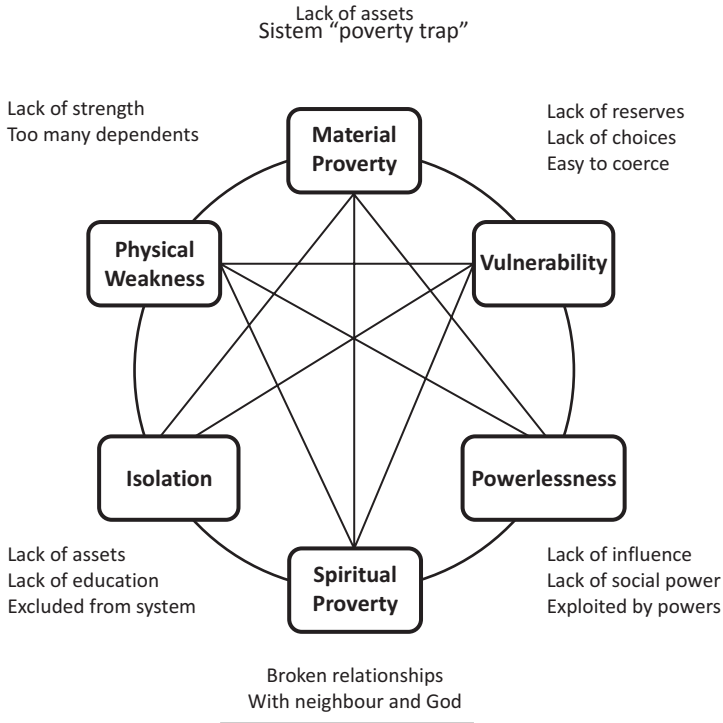 Lack of assets
Sistem “poverty trap”
Lack of strength
Too many dependents
Lack of reserves
Lack of choices
Easy to coerce
Material
Proverty
Physical
Weakness
Vulnerability
Isolation
Powerlessness
Spiritual
Proverty
Lack of assets
Lack of education
Excluded from system
Lack of influence
Lack of social power
Exploited by powers
Broken relationships
With neighbour and God